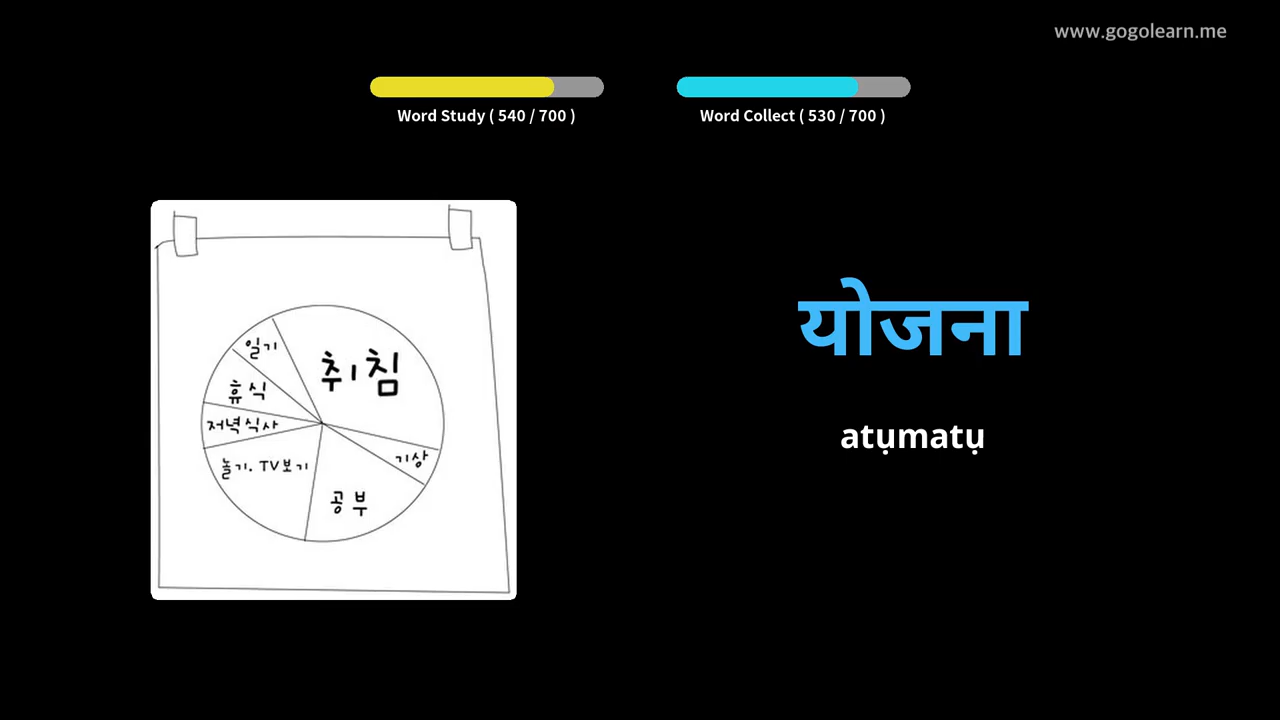 www.gogolearn.me
Word Study ( 540 / 700 )
Word Collect ( 530 / 700 )
일기
취침
휴식
저녁식사
놀기. TV보기
기상
공부
योजना
atụmatụ